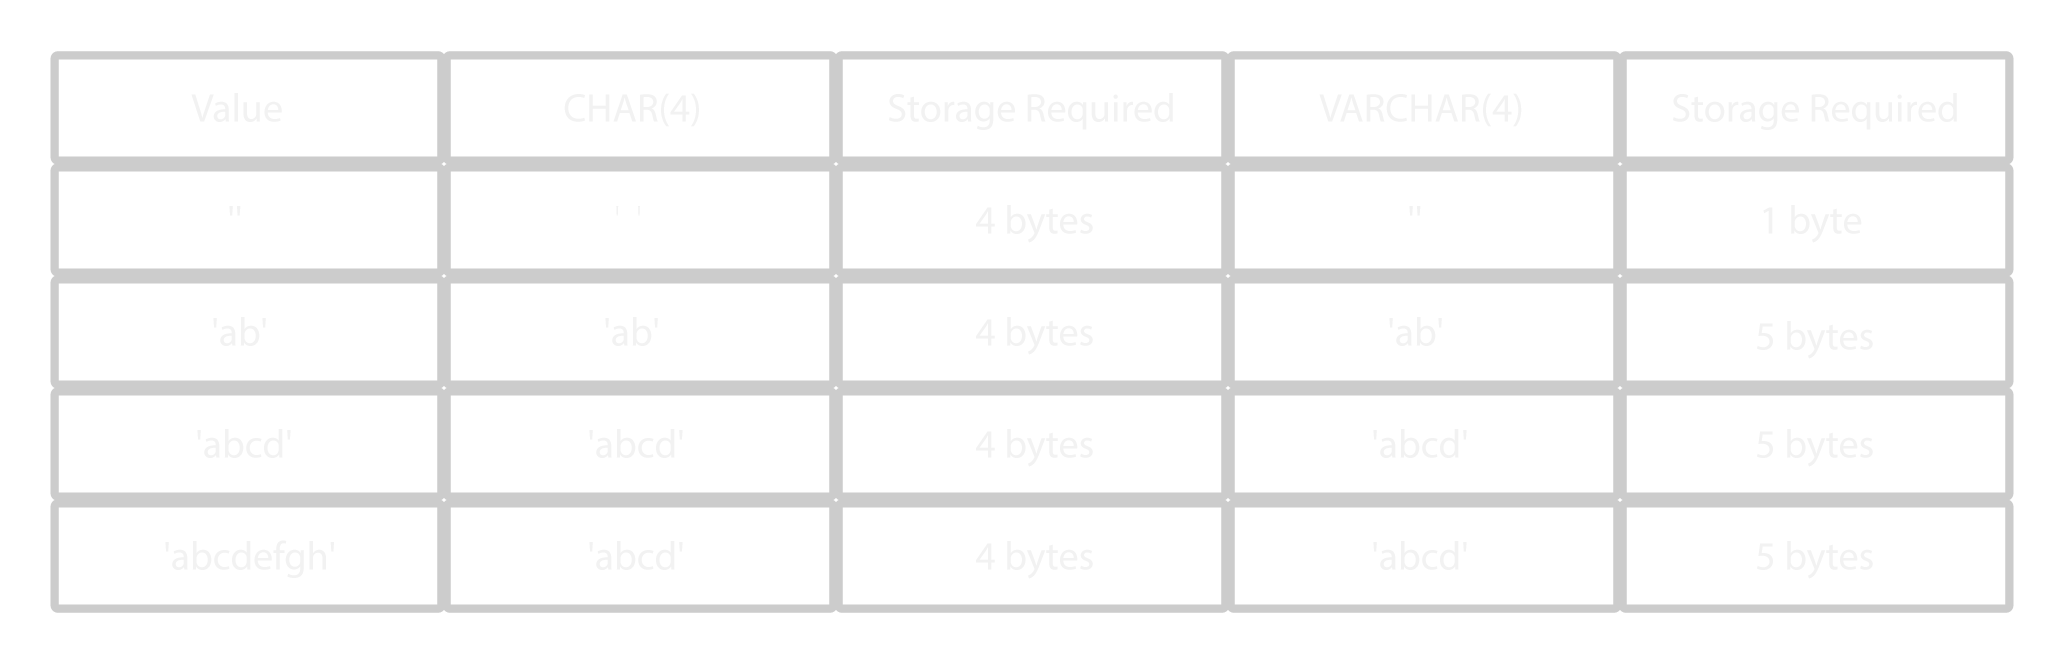 Value CHAR(4) Storage Required VARCHAR(4) Storage Required
'' ' ' 4 bytes '' 1 byte
'ab' 'ab' 4 bytes 'ab' 5 bytes
'abcd' 'abcd' 4 bytes 'abcd' 5 bytes
'abcdefgh' 'abcd' 4 bytes 'abcd' 5 bytes